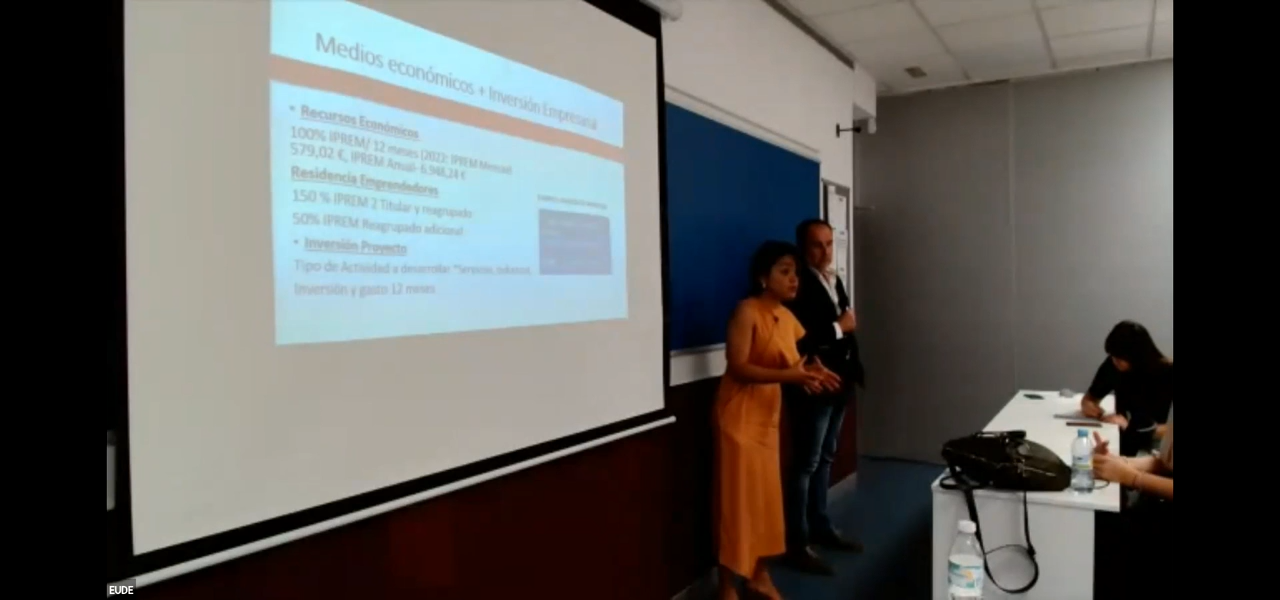 Medios económicos + Inversión Empresarial
• Recursos Económicos
100% IPREM/ 12 meses (2022: IPREM Mensual
579,02 €, IPREM Anual- 6.948,24 €
Residencia Emprendedores
150 % IPREM 2 Titular y reagrupado
50% IPREM Reagrupado adicional
• Inversión Proyecto
Tipo de Actividad a desarrollar *Servicios, industria
Inversión y gasto 12 meses
EUDE